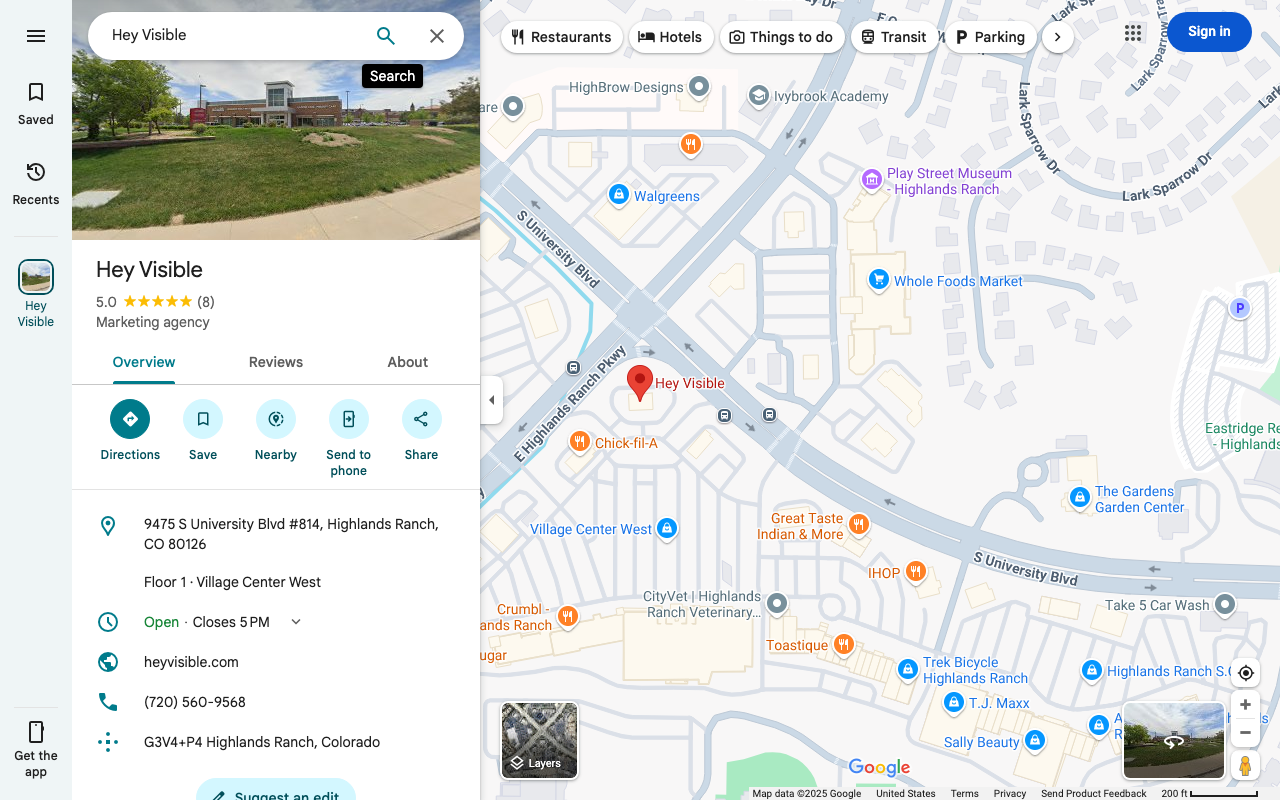 Hey Visible
Search
Saved
Recents
Hey
Visible
Get the
app
Hey Visible
5.0 (8)
Marketing agency
Overview
Reviews
About
Directions
Save
Nearby
Send to
phone
Share
9475 S University Blvd #814, Highlands Ranch,
CO 80126
Floor 1 · Village Center West
Open · Closes 5 PM
heyvisible.com
(720) 560-9568
G3V4+P4 Highlands Ranch, Colorado
Suggest an edit
Restaurants
Hotels
Things to do
Transit
Parking
Sign in
HighBrow Designs
Ivybrook Academy
are
Walgreens
Play Street Museum
- Highlands Ranch
Lark Sparrow Dr
Lark Sparrow Dr
S University Blvd
Whole Foods Market
P
E Highlands Ranch Pkwy
Hey Visible
Chick-fil-A
Eastridge Re
- Highlands
The Gardens
Garden Center
Village Center West
Great Taste
Indian & More
IHOP
S University Blvd
CityVet | Highlands
Ranch Veterinary...
Take 5 Car Wash
Crumbl -
ands Ranch
ugar
Toastique
Trek Bicycle
Highlands Ranch
Highlands Ranch S.
T.J. Maxx
Sally Beauty
Layers
Google
Map data ©2025 Google
United States
Terms
Privacy
Send Product Feedback
200 ft